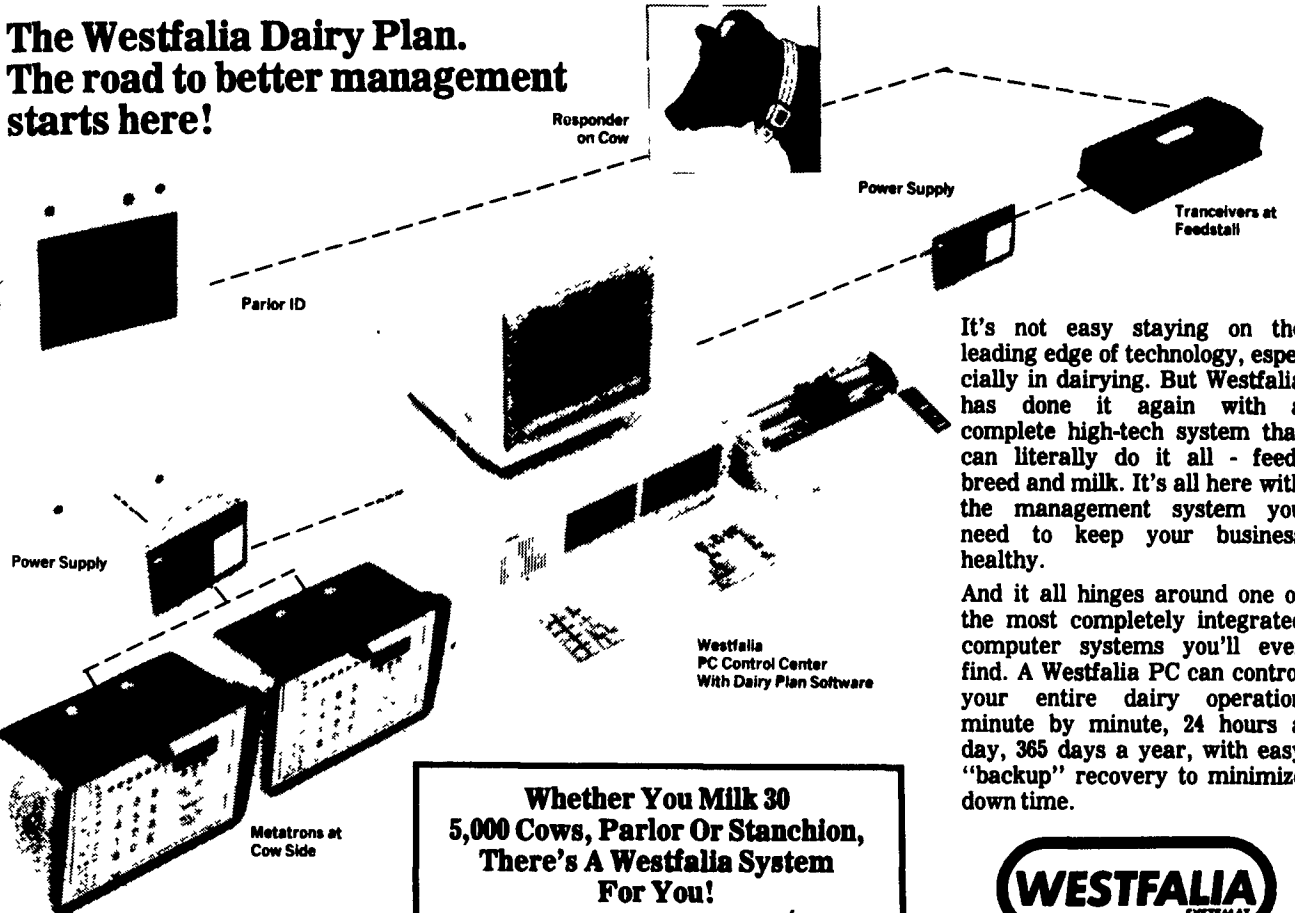 The Westfalia Dairy Plan.
The road to better management
starts here!
Responder
on Cow
Power Supply
Tranceivers at
Feedstall
Parlor ID
It's not easy staying on the
leading edge of technology, espe
cially in dairying. But Westfalia
has done it again with a
complete high-tech system tha
can literally do it all - feed
breed and milk. It's all here with
the management system you
need to keep your business
healthy.
And it all hinges around one o
the most completely integrated
computer systems you'll eve
find. A Westfalia PC can contro
your entire dairy operation
minute by minute, 24 hours a
day, 365 days a year, with easy
"backup" recovery to minimize
down time.
Power Supply
Westfalia
PC Control Center
With Dairy Plan Software
Metatrons at
Cow Side
Whether You Milk 30
5,000 Cows, Parlor Or Stanchion,
There's A Westfalia System
For You!
WESTFALIA